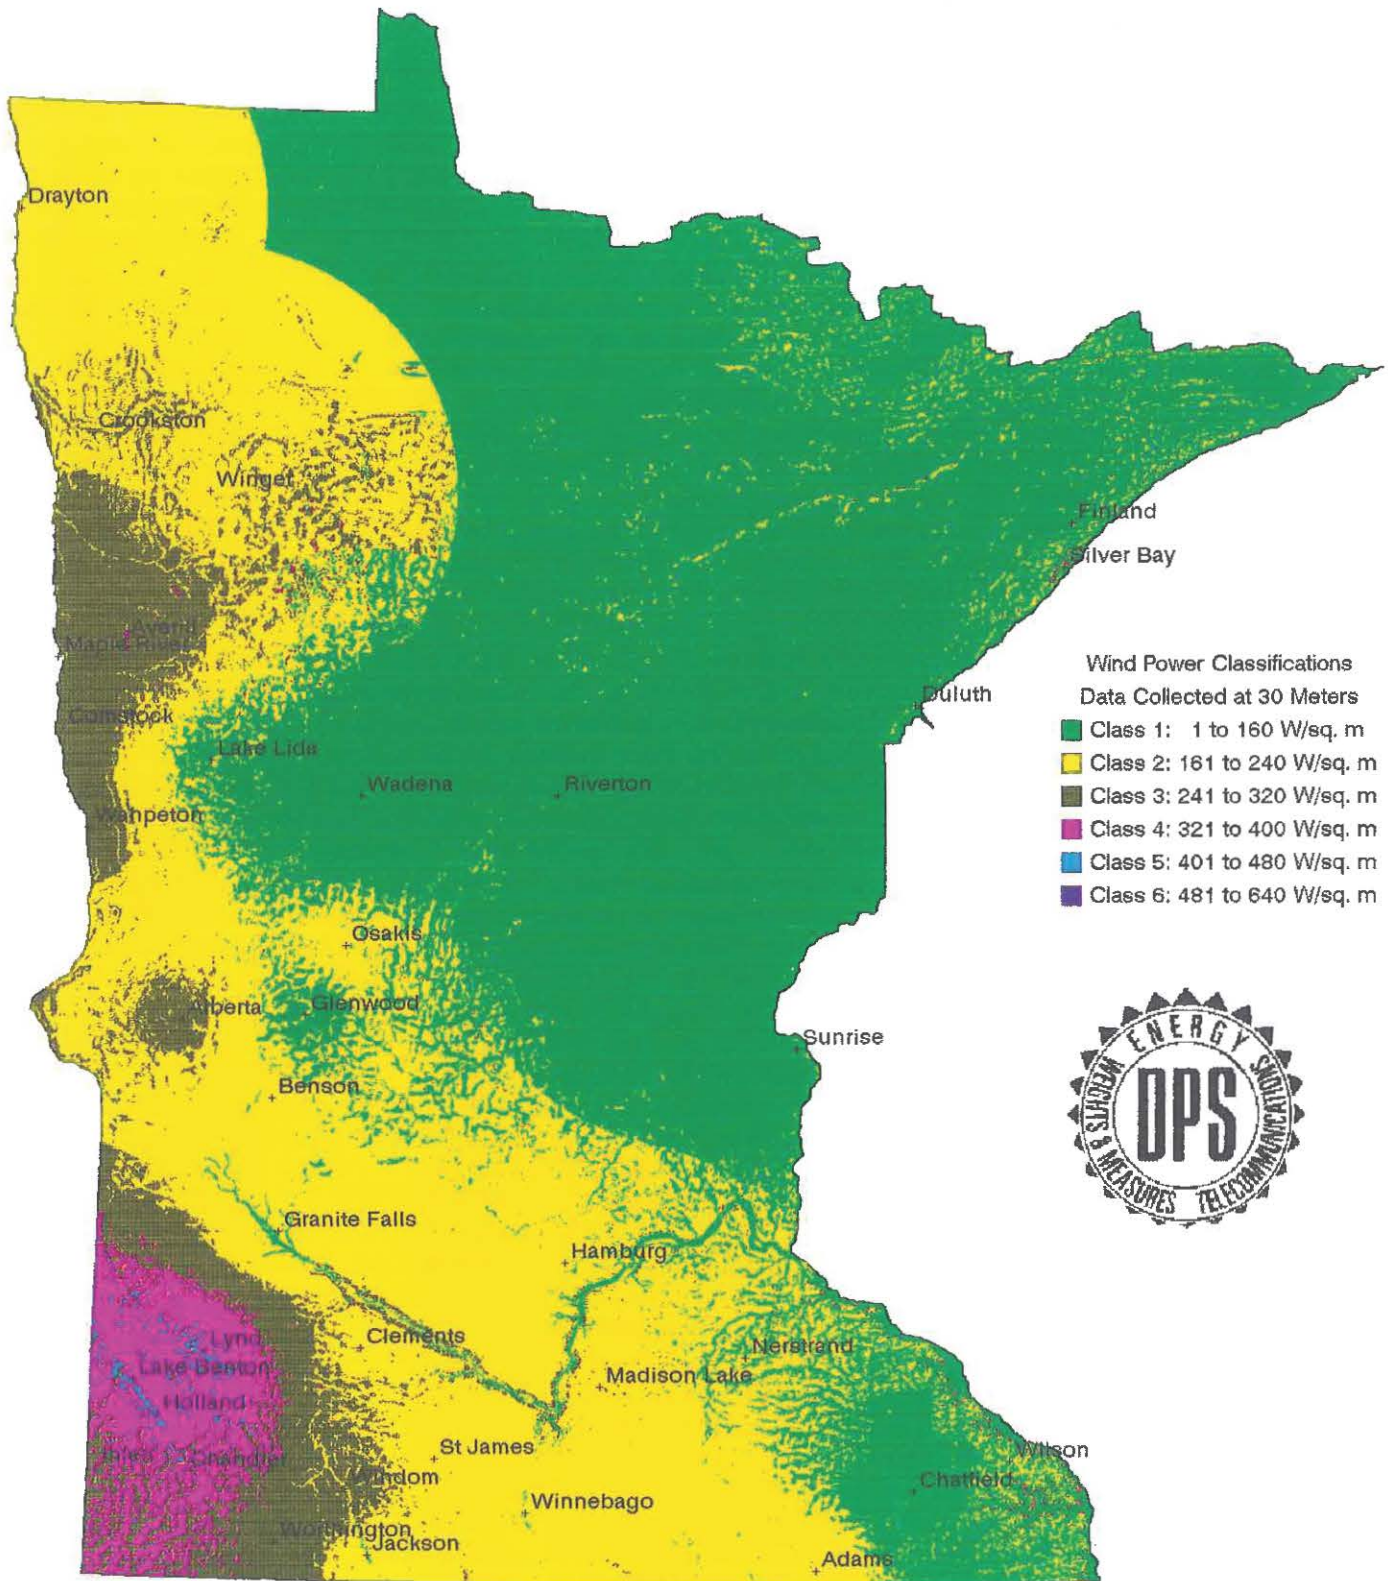 Drayton
Crookston
Winger
Finland
Silver Bay
Averill
Maple River
Wind Power Classifications
Data Collected at 30 Meters
Class 1: 1 to 160 W/sq. m
Class 2: 161 to 240 W/sq. m
Class 3: 241 to 320 W/sq. m
Class 4: 321 to 400 W/sq. m
Class 5: 401 to 480 W/sq. m
Class 6: 481 to 640 W/sq. m
Duluth
Comstock
Lake Lida
Wadena
Riverton
Wahpeton
Osakis
Alberta
Glenwood
Sunrise
Benson
ENERGY
WEIGHTS & MEASURES
TELECOMMUNICATIONS
DPS
Granite Falls
Hamburg
Clements
Nerstrand
Lynd
Lake Benton
Madison Lake
Holland
St James
Wilson
Chandler
Windom
Chatfield
Winnebago
Worthington
Jackson
Adams